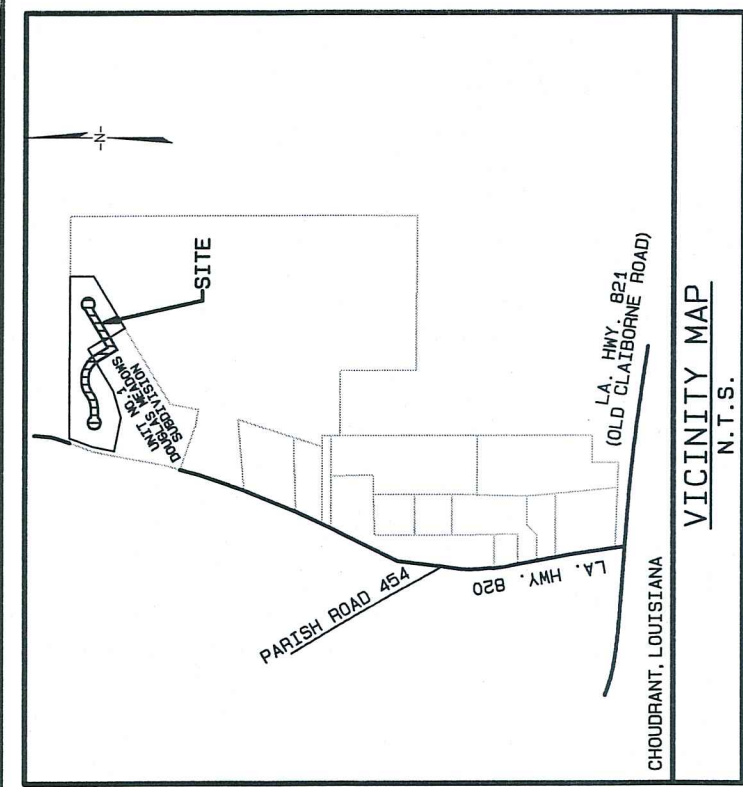 -N-
SITE
UNIT NO. 1
DOUGLAS MEADOWS
SUBDIVISION
LA. HWY. 821
(OLD CLAIBORNE ROAD)
PARISH ROAD 454
LA. HWY. 820
CHOUDRANT, LOUISIANA
VICINITY MAP
N.T.S.